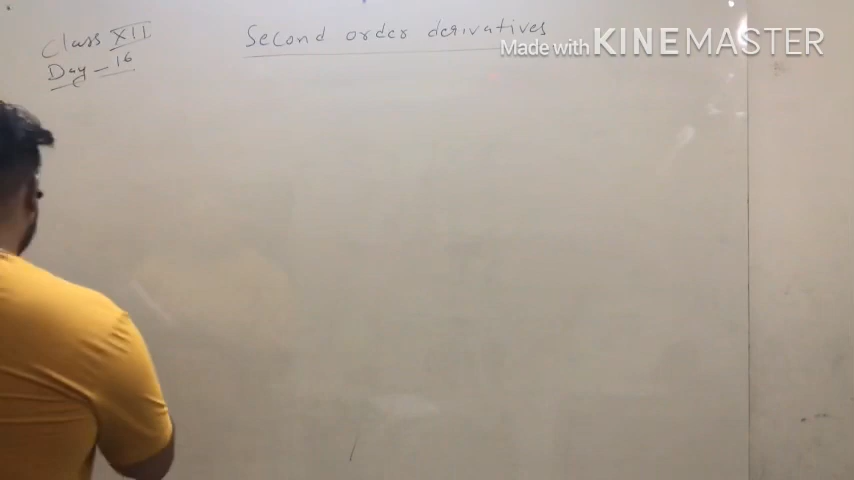 Class XII
Day - 16
Second order derivatives
Made with KINEMASTER